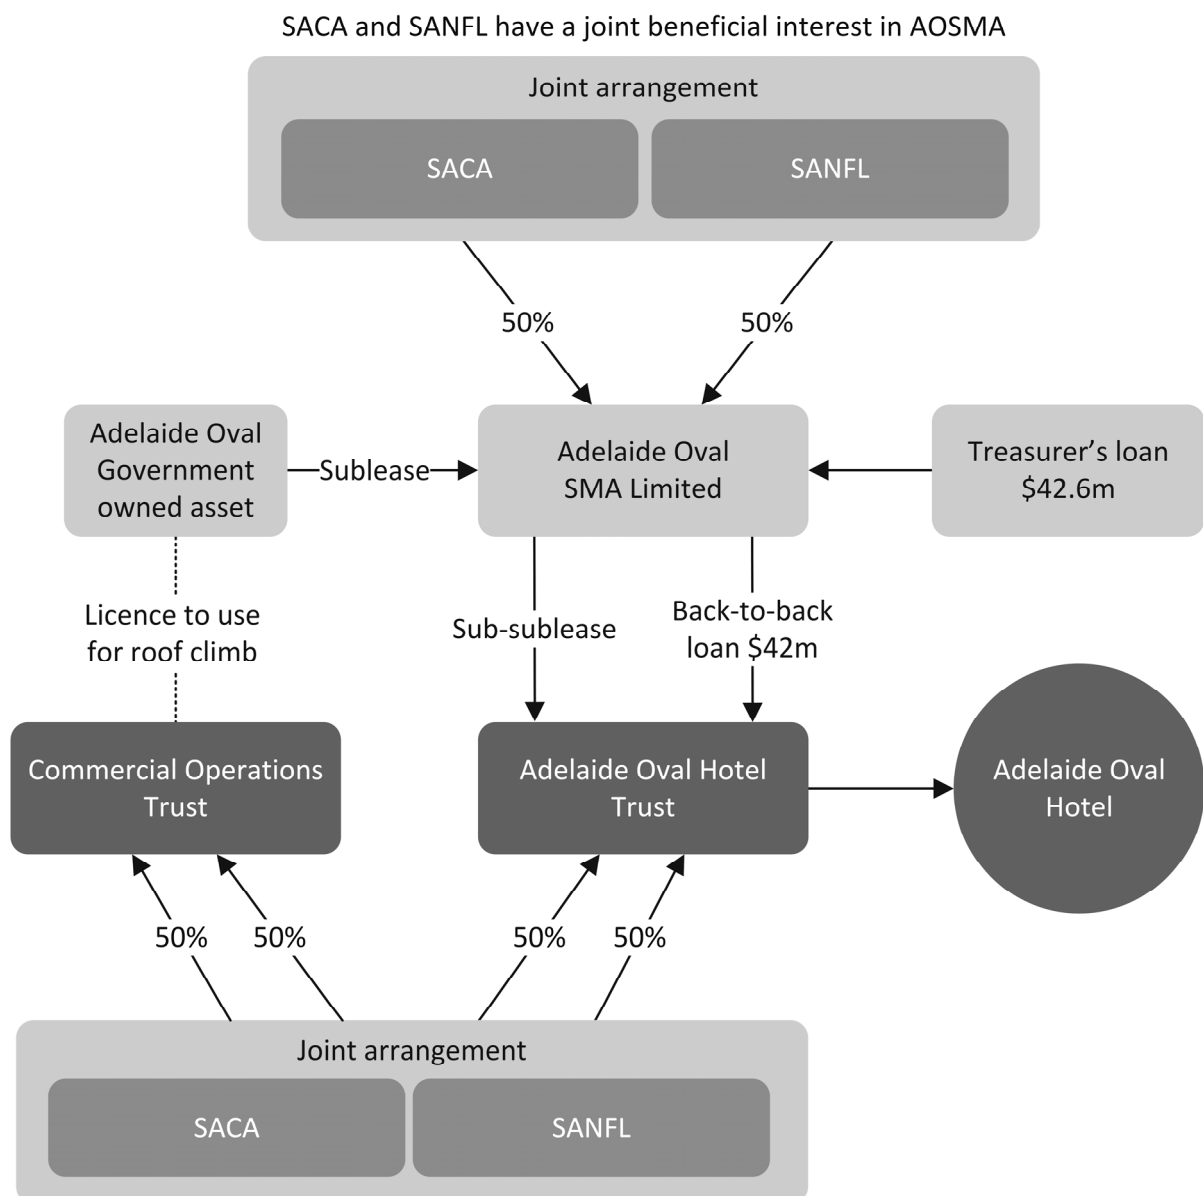 SACA and SANFL have a joint beneficial interest in AOSMA
Joint arrangement
SACA
SANFL
50%
50%
Adelaide Oval
Government
owned asset
Sublease
Adelaide Oval
SMA Limited
Treasurer’s loan
$42.6m
Licence to use
for roof climb
Sub-sublease
Back-to-back
loan $42m
Commercial Operations
Trust
Adelaide Oval Hotel
Trust
Adelaide Oval
Hotel
50%
50%
50%
50%
Joint arrangement
SACA
SANFL